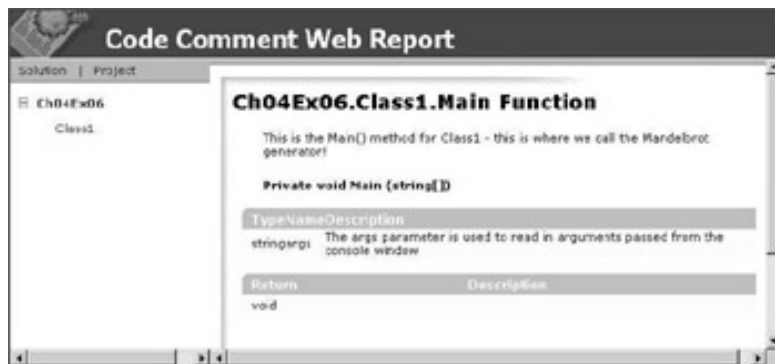 Code Comment Web Report
Solution | Project
Ch04Ex06
Class1
Ch04Ex06.Class1.Main Function
This is the Main() method for Class1 - this is where we call the Mandelbrot
generator!
Private void Main (string[])
TypeNameDescription
stringargs The args parameter is used to read in arguments passed from the
console window
Return Description
void